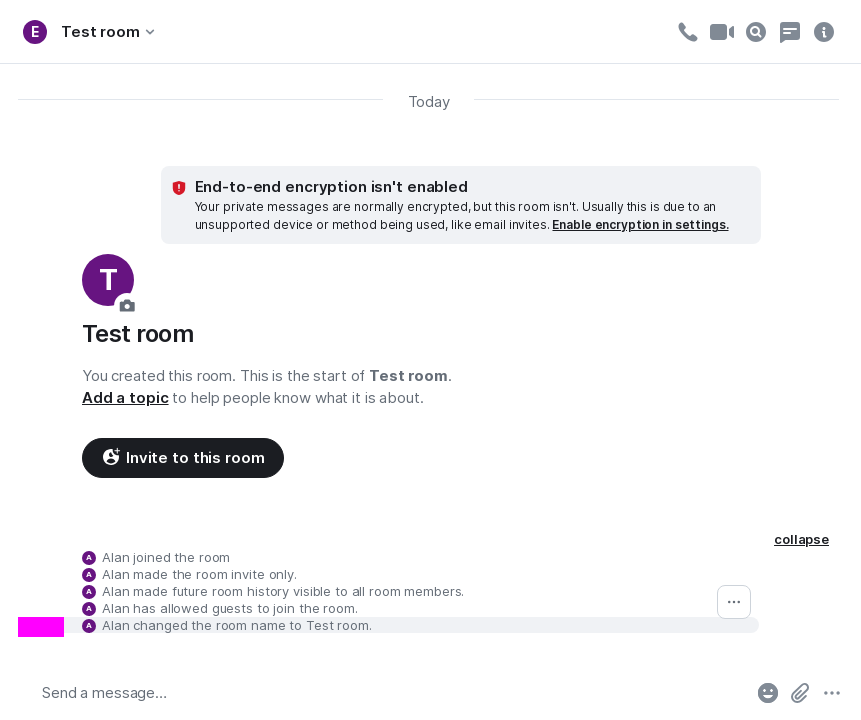 E Test room
Today
End-to-end encryption isn't enabled
Your private messages are normally encrypted, but this room isn't. Usually this is due to an
unsupported device or method being used, like email invites. Enable encryption in settings.
T
Test room
You created this room. This is the start of Test room.
Add a topic to help people know what it is about.
Invite to this room
collapse
A Alan joined the room
A Alan made the room invite only.
A Alan made future room history visible to all room members.
A Alan has allowed guests to join the room.
A Alan changed the room name to Test room.
Send a message…